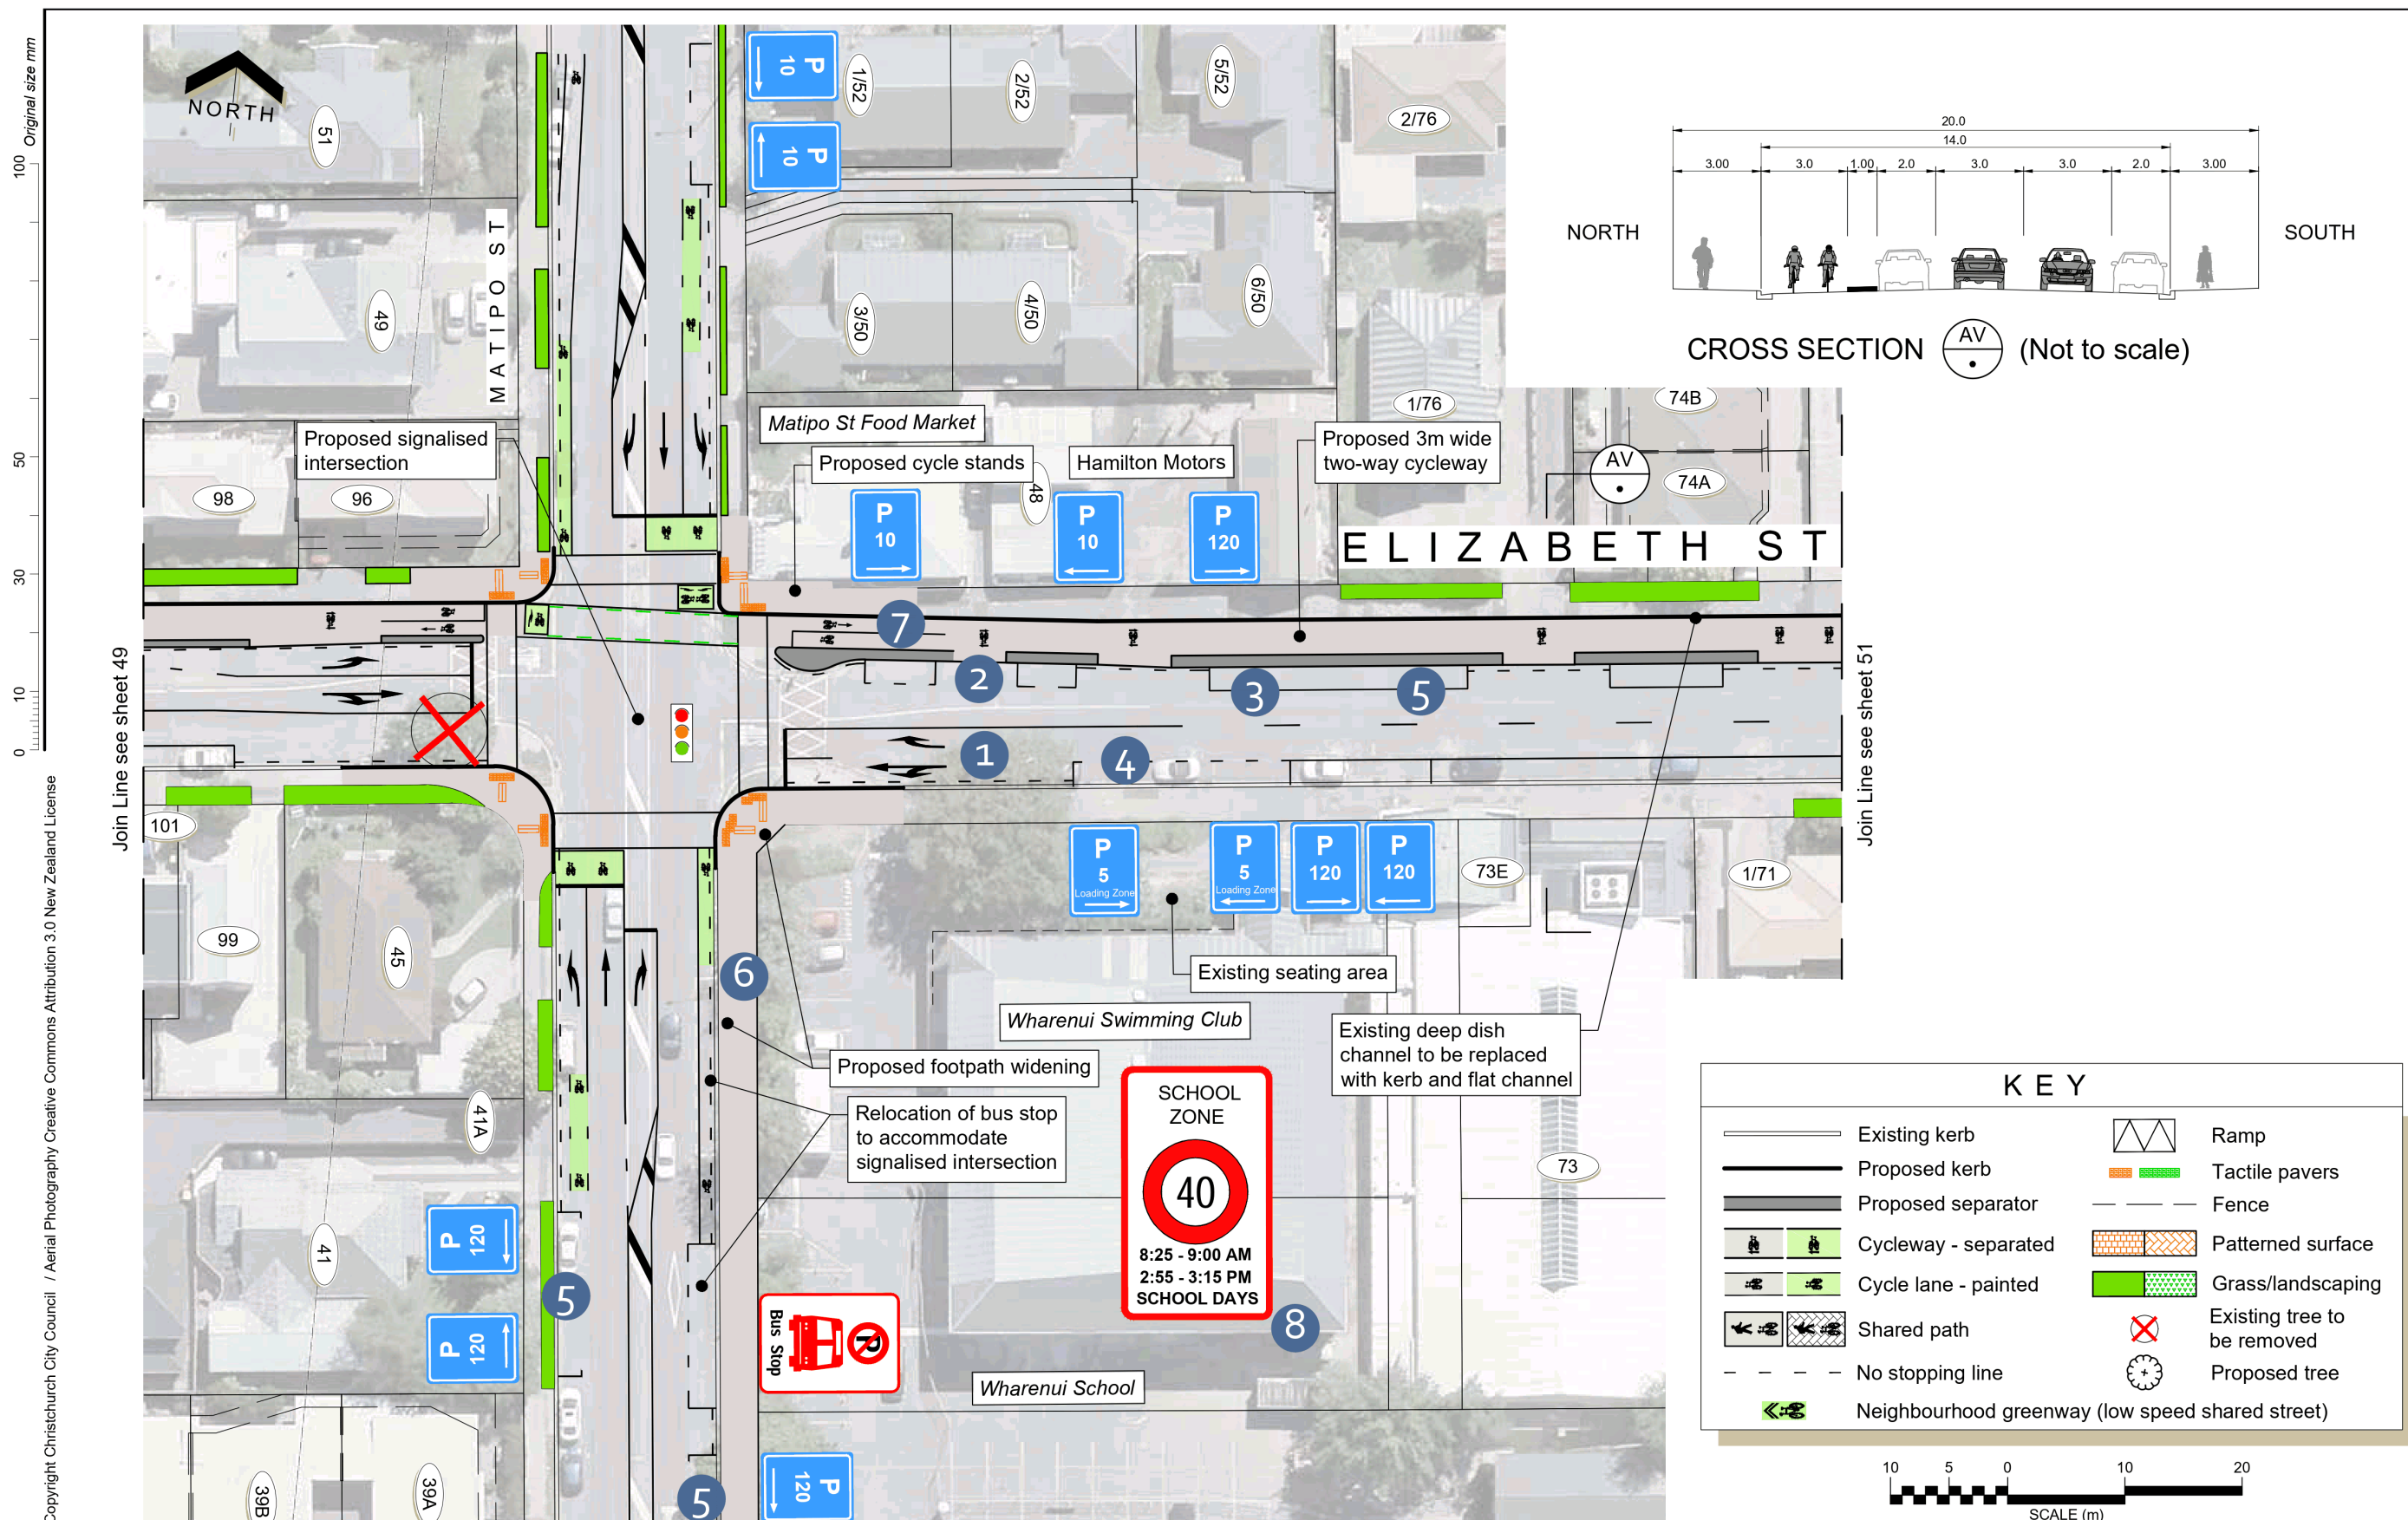 Original size mm
100
50
30
10
0
Copyright Christchurch City Council / Aerial Photography Creative Commons Attribution 3.0 New Zealand License
NORTH
51
49
MATIPO ST
P
10
P
10
1/52
2/52
5/52
2/76
3/50
4/50
6/50
20.0
14.0
3.00
3.0
1.00
2.0
3.0
3.0
2.0
3.00
NORTH
SOUTH
CROSS SECTION
AV
(Not to scale)
Proposed signalised
intersection
98
96
Matipo St Food Market
Proposed cycle stands
48
Hamilton Motors
Proposed 3m wide
two-way cycleway
1/76
74B
74A
AV
P
10
P
10
P
120
ELIZABETH ST
Join Line see sheet 49
Join Line see sheet 51
7
2
3
5
1
4
101
99
45
P
5
Loading Zone
P
5
Loading Zone
P
120
P
120
73E
1/71
6
Existing seating area
Wharenui Swimming Club
Existing deep dish
channel to be replaced
with kerb and flat channel
Proposed footpath widening
Relocation of bus stop
to accommodate
signalised intersection
41A
41
P
120
P
120
5
SCHOOL
ZONE
40
8:25 - 9:00 AM
2:55 - 3:15 PM
SCHOOL DAYS
8
73
Bus Stop
P
Wharenui School
39B
39A
5
P
120
KEY
Existing kerb
Proposed kerb
Proposed separator
Cycleway - separated
Cycle lane - painted
Shared path
No stopping line
Neighbourhood greenway (low speed shared street)
Ramp
Tactile pavers
Fence
Patterned surface
Grass/landscaping
Existing tree to
be removed
Proposed tree
10
5
0
10
20
SCALE (m)